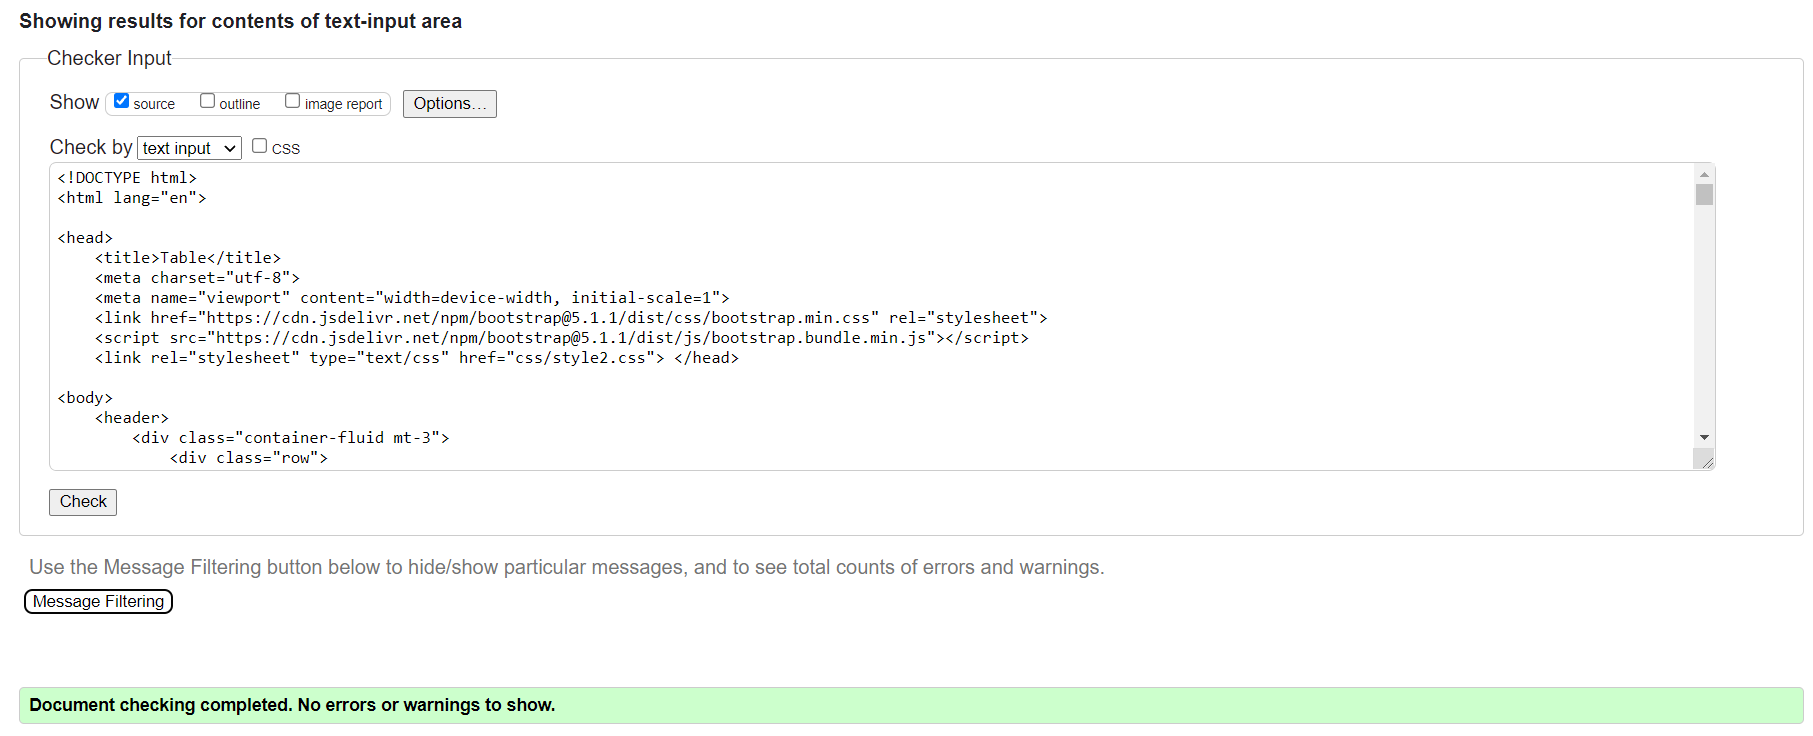 Showing results for contents of text-input area
Checker Input
Show source outline image report Options...
Check by text input CSS
<!DOCTYPE html>
<html lang="en">
<head>
    <title>Table</title>
    <meta charset="utf-8">
    <meta name="viewport" content="width=device-width, initial-scale=1">
    <link href="https://cdn.jsdelivr.net/npm/bootstrap@5.1.1/dist/css/bootstrap.min.css" rel="stylesheet">
    <script src="https://cdn.jsdelivr.net/npm/bootstrap@5.1.1/dist/js/bootstrap.bundle.min.js"></script>
    <link rel="stylesheet" type="text/css" href="css/style2.css"> </head>
<body>
    <header>
        <div class="container-fluid mt-3">
            <div class="row">
Check
Use the Message Filtering button below to hide/show particular messages, and to see total counts of errors and warnings.
Message Filtering
Document checking completed. No errors or warnings to show.